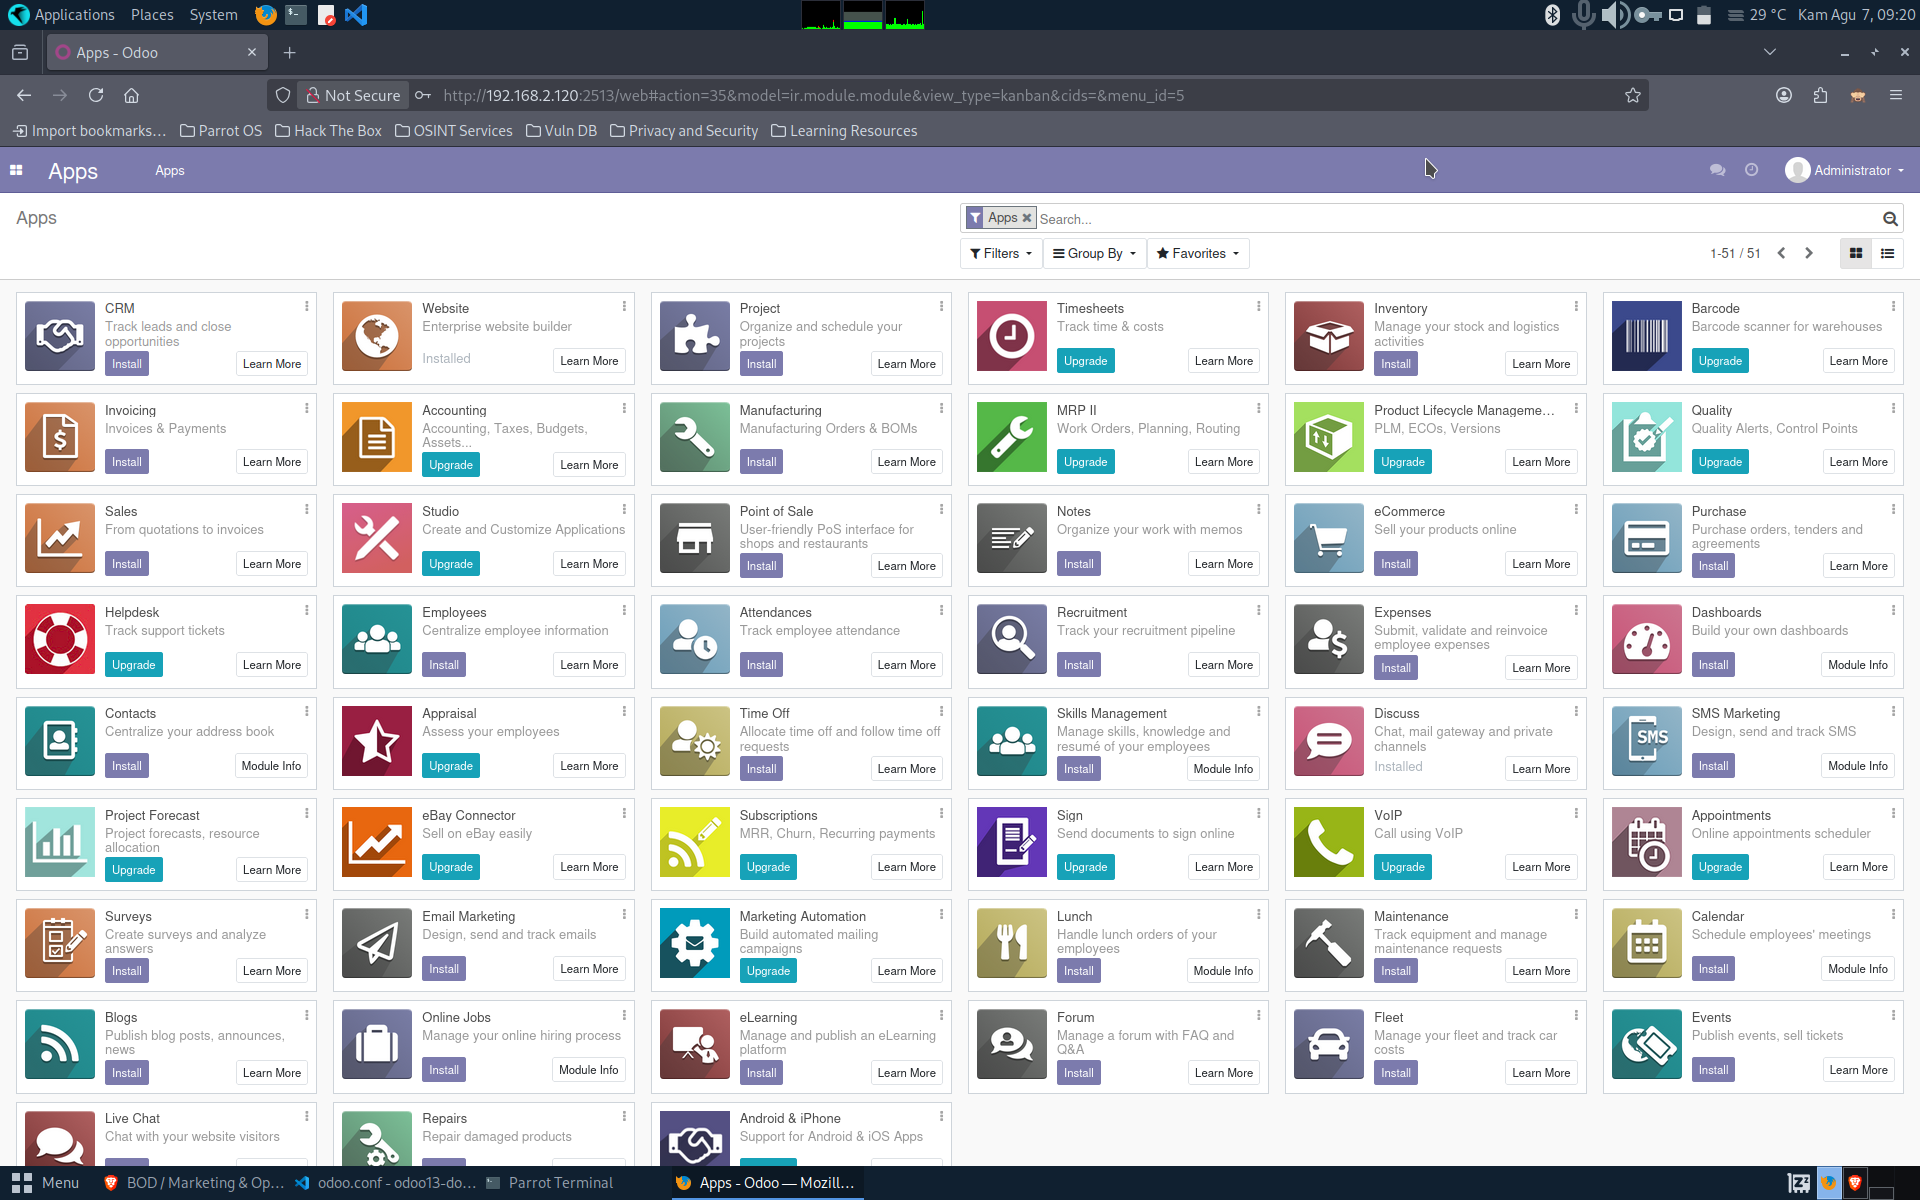 Applications Places System 29 °C Kam Agu 7, 09:20
Apps - Odoo
Not Secure http://192.168.2.120:2513/web#action=35&model=ir.module.module&view_type=kanban&cids=&menu_id=5
Import bookmarks... Parrot OS Hack The Box OSINT Services Vuln DB Privacy and Security Learning Resources
Apps Apps Administrator
Apps Apps Search...
Filters Group By Favorites 1-51 / 51
CRM
Track leads and close
opportunities
Install Learn More
Website
Enterprise website builder
Installed Learn More
Project
Organize and schedule your
projects
Install Learn More
Timesheets
Track time & costs
Upgrade Learn More
Inventory
Manage your stock and logistics
activities
Install Learn More
Barcode
Barcode scanner for warehouses
Upgrade Learn More
Invoicing
Invoices & Payments
Install Learn More
Accounting
Accounting, Taxes, Budgets,
Assets...
Upgrade Learn More
Manufacturing
Manufacturing Orders & BOMs
Install Learn More
MRP II
Work Orders, Planning, Routing
Upgrade Learn More
Product Lifecycle Manageme...
PLM, ECOs, Versions
Upgrade Learn More
Quality
Quality Alerts, Control Points
Upgrade Learn More
Sales
From quotations to invoices
Install Learn More
Studio
Create and Customize Applications
Upgrade Learn More
Point of Sale
User-friendly PoS interface for
shops and restaurants
Install Learn More
Notes
Organize your work with memos
Install Learn More
eCommerce
Sell your products online
Install Learn More
Purchase
Purchase orders, tenders and
agreements
Install Learn More
Helpdesk
Track support tickets
Upgrade Learn More
Employees
Centralize employee information
Install Learn More
Attendances
Track employee attendance
Install Learn More
Recruitment
Track your recruitment pipeline
Install Learn More
Expenses
Submit, validate and reinvoice
employee expenses
Install Learn More
Dashboards
Build your own dashboards
Install Module Info
Contacts
Centralize your address book
Install Module Info
Appraisal
Assess your employees
Upgrade Learn More
Time Off
Allocate time off and follow time off
requests
Install Learn More
Skills Management
Manage skills, knowledge and
resumé of your employees
Install Module Info
Discuss
Chat, mail gateway and private
channels
Installed Learn More
SMS
SMS Marketing
Design, send and track SMS
Install Module Info
Project Forecast
Project forecasts, resource
allocation
Upgrade Learn More
eBay Connector
Sell on eBay easily
Upgrade Learn More
Subscriptions
MRR, Churn, Recurring payments
Upgrade Learn More
Sign
Send documents to sign online
Upgrade Learn More
VoIP
Call using VoIP
Upgrade Learn More
Appointments
Online appointments scheduler
Upgrade Learn More
Surveys
Create surveys and analyze
answers
Install Learn More
Email Marketing
Design, send and track emails
Install Learn More
Marketing Automation
Build automated mailing
campaigns
Upgrade Learn More
Lunch
Handle lunch orders of your
employees
Install Module Info
Maintenance
Track equipment and manage
maintenance requests
Install Learn More
Calendar
Schedule employees' meetings
Install Module Info
Blogs
Publish blog posts, announces,
news
Install Learn More
Online Jobs
Manage your online hiring process
Install Module Info
eLearning
Manage and publish an eLearning
platform
Install Learn More
Forum
Manage a forum with FAQ and
Q&A
Install Learn More
Fleet
Manage your fleet and track car
costs
Install Learn More
Events
Publish events, sell tickets
Install Learn More
Live Chat
Chat with your website visitors
Repairs
Repair damaged products
Android & iPhone
Support for Android & iOS Apps
Menu BOD / Marketing & Op... odoo.conf - odoo13-do... Parrot Terminal Apps - Odoo — Mozill...